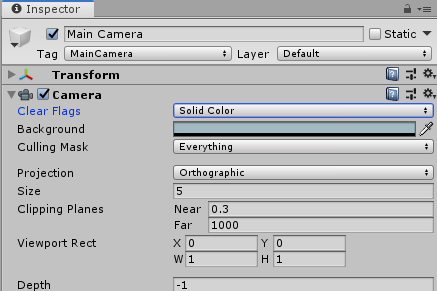 Inspector
Main Camera Static
Tag MainCamera Layer Default
Transform
Camera
Clear Flags Solid Color
Background
Culling Mask Everything
Projection Orthographic
Size 5
Clipping Planes Near 0.3
Far 1000
Viewport Rect X 0 Y 0
W 1 H 1
Depth -1